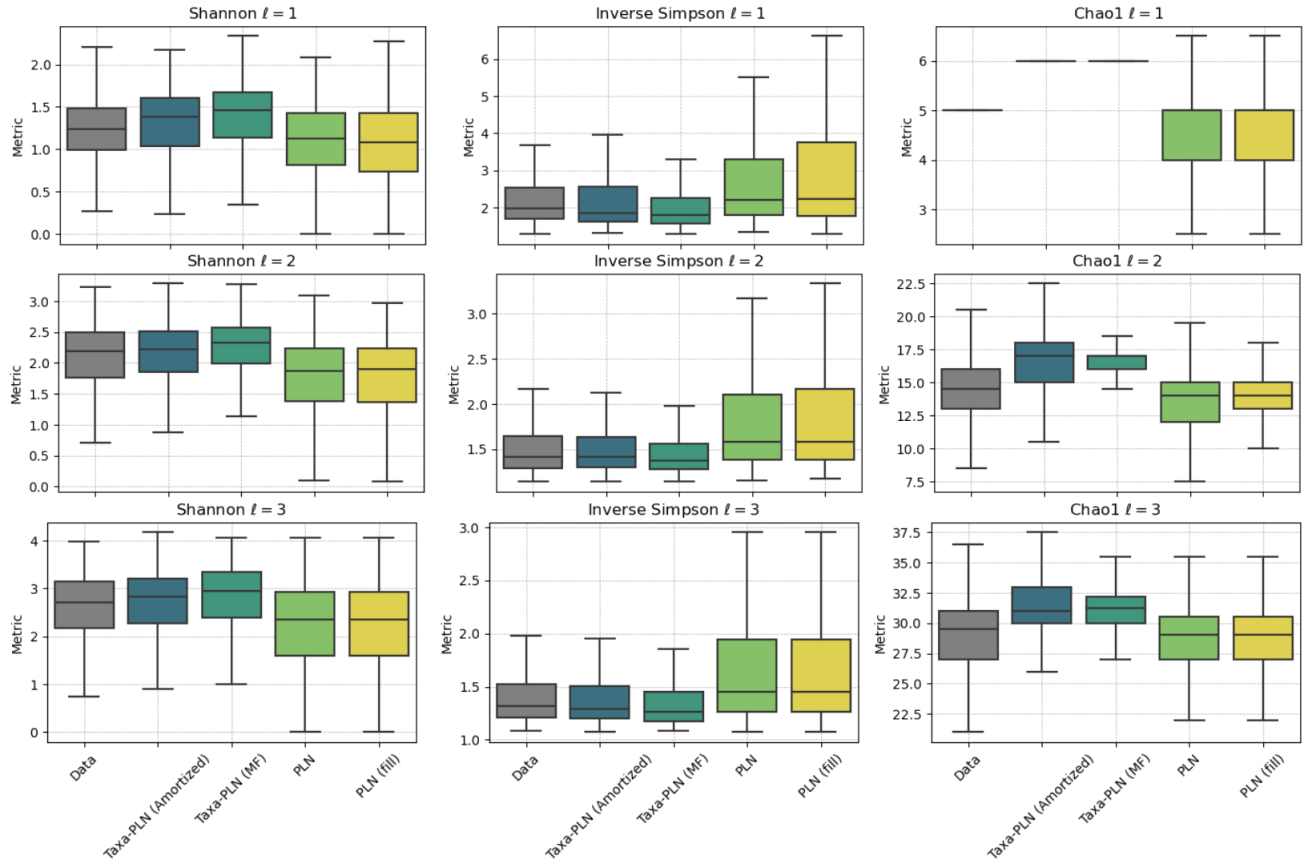 Shannon ℓ = 1
Metric
2.0
1.5
1.0
0.5
0.0
Inverse Simpson ℓ = 1
Metric
6
5
4
3
2
Chao1 ℓ = 1
Metric
6
5
4
3
Shannon ℓ = 2
Metric
3.0
2.5
2.0
1.5
1.0
0.5
0.0
Inverse Simpson ℓ = 2
Metric
3.0
2.5
2.0
1.5
Chao1 ℓ = 2
Metric
22.5
20.0
17.5
15.0
12.5
10.0
7.5
Shannon ℓ = 3
Metric
4
3
2
1
0
Data
Taxa-PLN (Amortized)
Taxa-PLN (MF)
PLN
PLN (fill)
Inverse Simpson ℓ = 3
Metric
3.0
2.5
2.0
1.5
1.0
Data
Taxa-PLN (Amortized)
Taxa-PLN (MF)
PLN
PLN (fill)
Chao1 ℓ = 3
Metric
37.5
35.0
32.5
30.0
27.5
25.0
22.5
Data
Taxa-PLN (Amortized)
Taxa-PLN (MF)
PLN
PLN (fill)